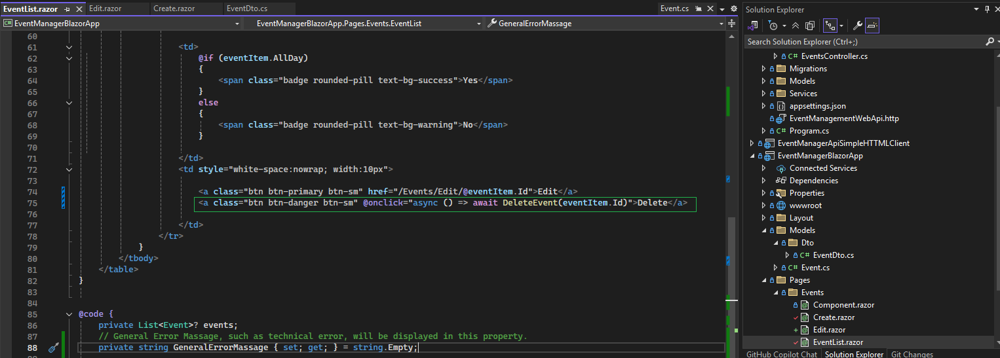 EventList.razor
Edit.razor
Create.razor
EventDto.cs
Event.cs
EventManagerBlazorApp
EventManagerBlazorApp.Pages.Events.EventList
GeneralErrorMassage
60
61 <td>
62 @if (eventItem.AllDay)
63 {
64 <span class="badge rounded-pill text-bg-success">Yes</span>
65 }
66 else
67 {
68 <span class="badge rounded-pill text-bg-warning">No</span>
69 }
70
71 </td>
72 <td style="white-space:nowrap; width:10px">
73
74 <a class="btn btn-primary btn-sm" href="/Events/Edit/@eventItem.Id">Edit</a>
75 <a class="btn btn-danger btn-sm" @onclick="async () => await DeleteEvent(eventItem.Id)">Delete</a>
76
77 </td>
78 </tr>
79 }
80 </tbody>
81 </table>
82 }
83
84
85 @code {
86 private List<Event>? events;
87 // General Error Massage, such as technical error, will be displayed in this property.
88 private string GeneralErrorMassage { set; get; } = string.Empty;
Solution Explorer
Search Solution Explorer (Ctrl+;)
C# EventsController.cs
Migrations
Models
Services
appsettings.json
EventManagementWebApi.http
C# Program.cs
EventManagerApiSimpleHTTMLClient
EventManagerBlazorApp
Connected Services
Dependencies
Properties
wwwroot
Layout
Models
Dto
C# EventDto.cs
C# Event.cs
Pages
Events
Component.razor
Create.razor
Edit.razor
EventList.razor
GitHub Copilot Chat
Solution Explorer
Git Changes